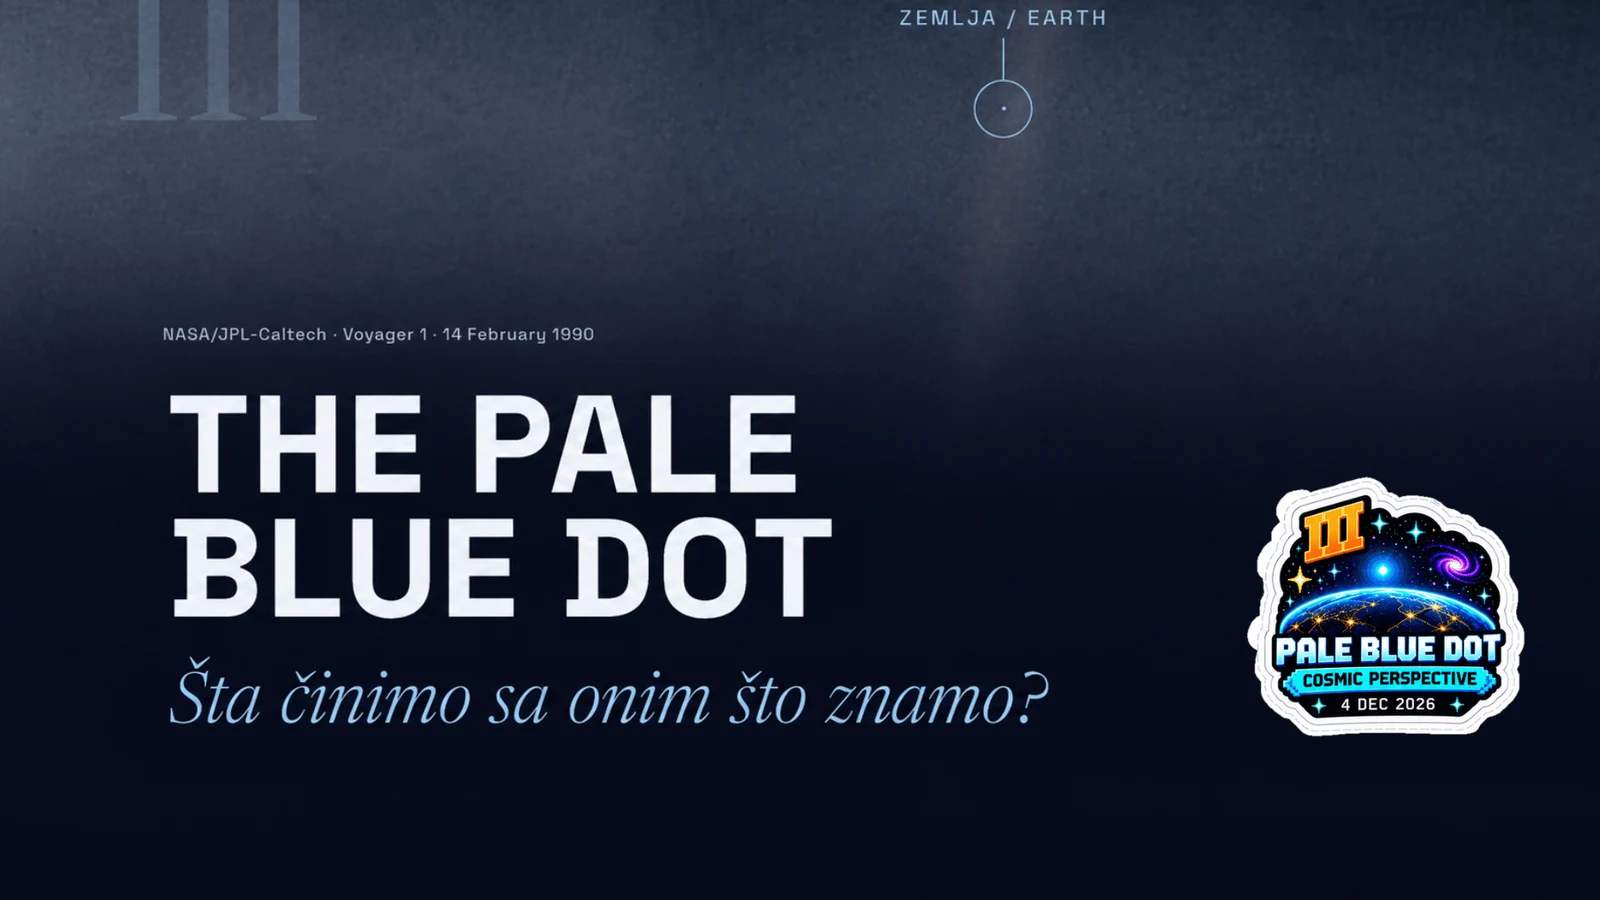 III
ZEMLJA / EARTH
NASA/JPL-Caltech · Voyager 1 · 14 February 1990
THE PALE
BLUE DOT
Šta činimo sa onim što znamo?
III
PALE BLUE DOT
COSMIC PERSPECTIVE
4 DEC 2026